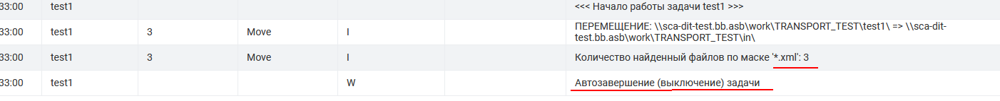 33:00 test1 <<< Начало работы задачи test1 >>>
33:00 test1 3 Move I ПЕРЕМЕЩЕНИЕ: \\sca-dit-test.bb.asb\work\TRANSPORT_TEST\test1\ => \\sca-dit-
test.bb.asb\work\TRANSPORT_TEST\in\
33:00 test1 3 Move I Количество найденный файлов по маске '*.xml': 3
33:00 test1 W Автозавершение (выключение) задачи